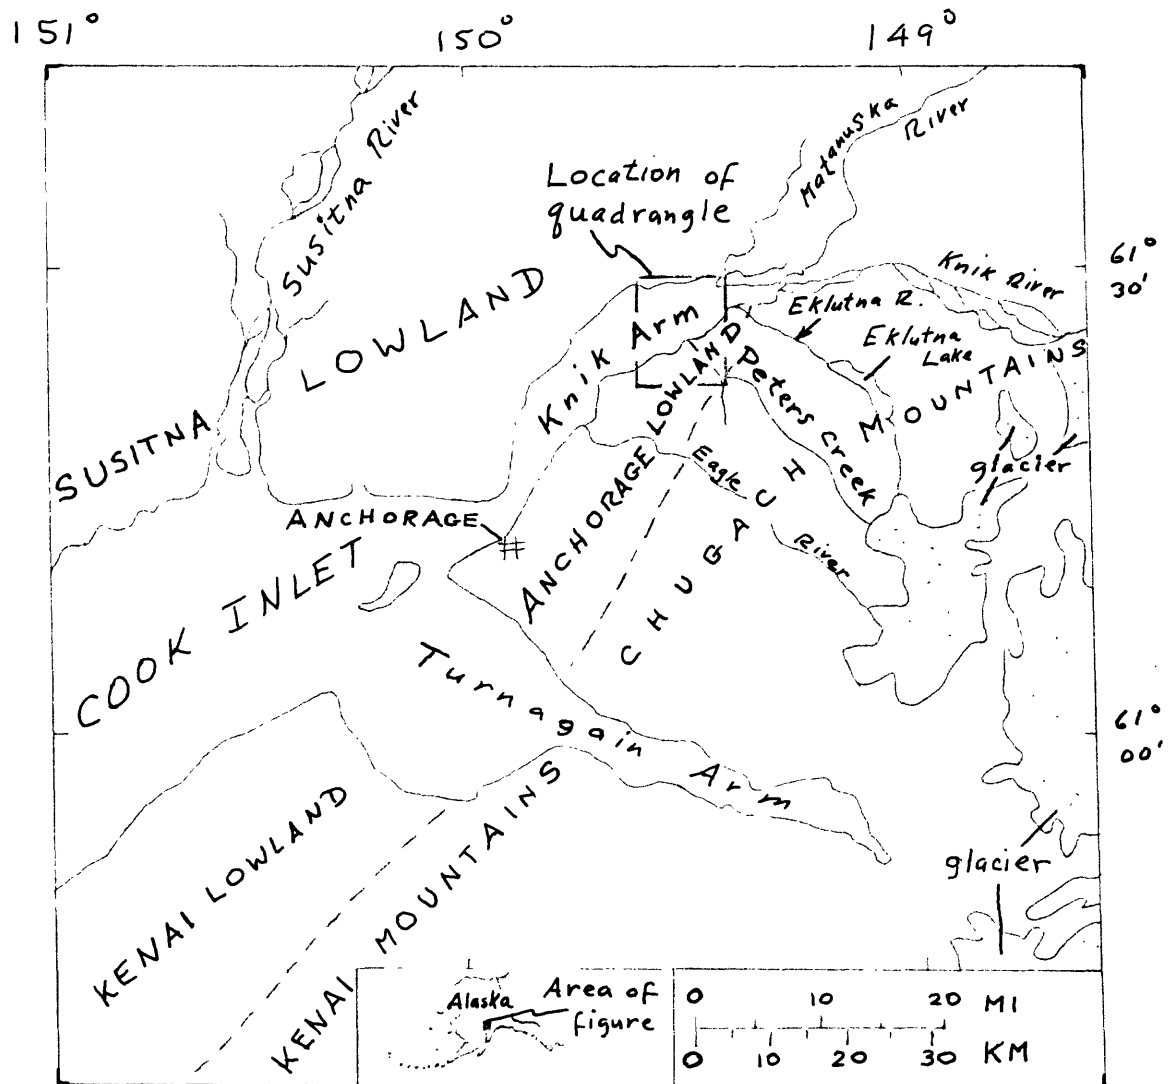 151° 150° 149°
Susitna River
Matanuska River
Location of
quadrangle
61°
30'
Knik River
LOWLAND
Knik Arm
Eklutna R.
Eklutna
Lake
MOUNTAINS
SUSITNA
Peters Creek
ANCHORAGE LOWLAND
glacier
Eagle River
ANCHORAGE
CHUGACH
COOK INLET
Turnagain Arm
61°
00'
KENAI LOWLAND
KENAI MOUNTAINS
glacier
Alaska
Area of
figure
0 10 20 MI
0 10 20 30 KM